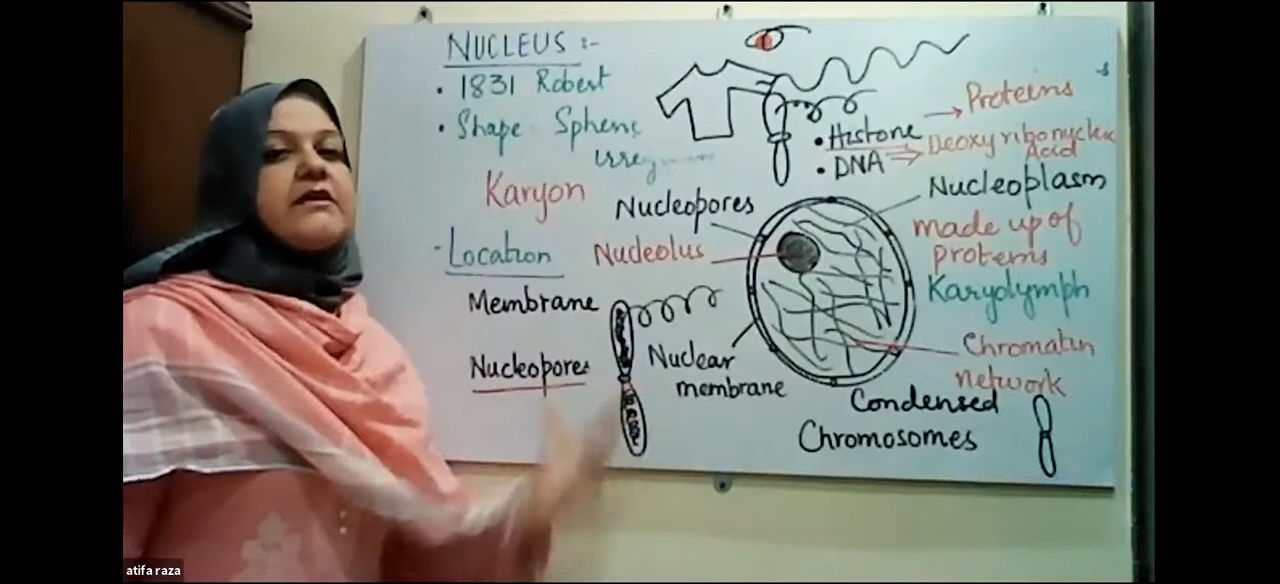 NUCLEUS :-
• 1831 Robert
• Shape Spheric
Karyon
- Location
Membrane
Nucleopores
• Histone → Proteins
• DNA ⇒ Deoxyribonucleic
Acid
Nucleopores
Nucleolus
Nuclear
membrane
Nucleoplasm
made up of
proteins
Karyolymph
Chromatin
network
Condensed
Chromosomes
atifa raza